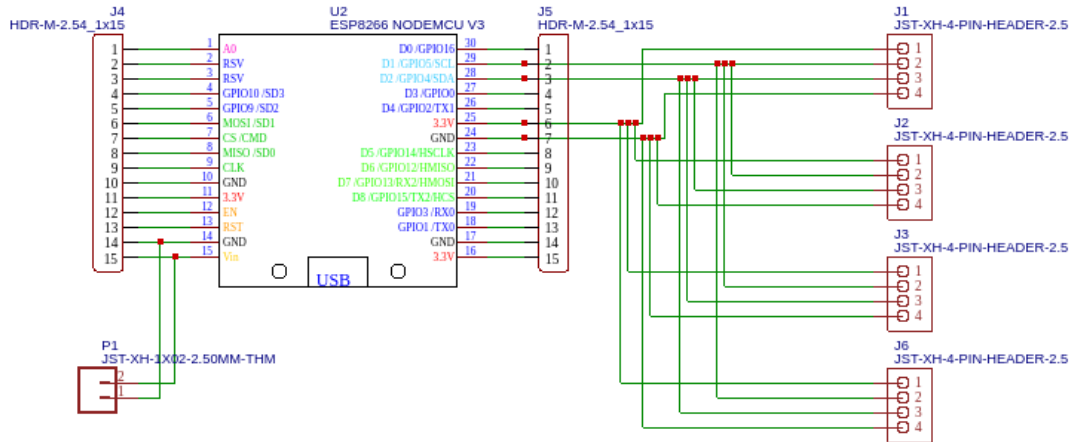 J4
HDR-M-2.54_1x15
U2
ESP8266 NODEMCU V3
J5
HDR-M-2.54_1x15
J1
JST-XH-4-PIN-HEADER-2.5
1 1 A0 D0 /GPIO16 30 1
2 2 RSV D1 /GPIO5/SCL 29 2
3 3 RSV D2 /GPIO4/SDA 28 3
4 4 GPIO10 /SD3 D3 /GPIO0 27 4
5 5 GPIO9 /SD2 D4 /GPIO2/TX1 26 5
6 6 MOSI /SD1 3.3V 25 6
7 7 CS /CMD GND 24 7
8 8 MISO /SD0 D5 /GPIO14/HSCLK 23 8
9 9 CLK D6 /GPIO12/HMISO 22 9
10 10 GND D7 /GPIO13/RX2/HMOSI 21 10
11 11 3.3V D8 /GPIO15/TX2/HCS 20 11
12 12 EN GPIO3 /RX0 19 12
13 13 RST GPIO1 /TX0 18 13
14 14 GND GND 17 14
15 15 Vin 3.3V 16 15
USB
1
2
3
4
J2
JST-XH-4-PIN-HEADER-2.5
1
2
3
4
J3
JST-XH-4-PIN-HEADER-2.5
1
2
3
4
P1
JST-XH-1X02-2.50MM-THM
2
1
J6
JST-XH-4-PIN-HEADER-2.5
1
2
3
4